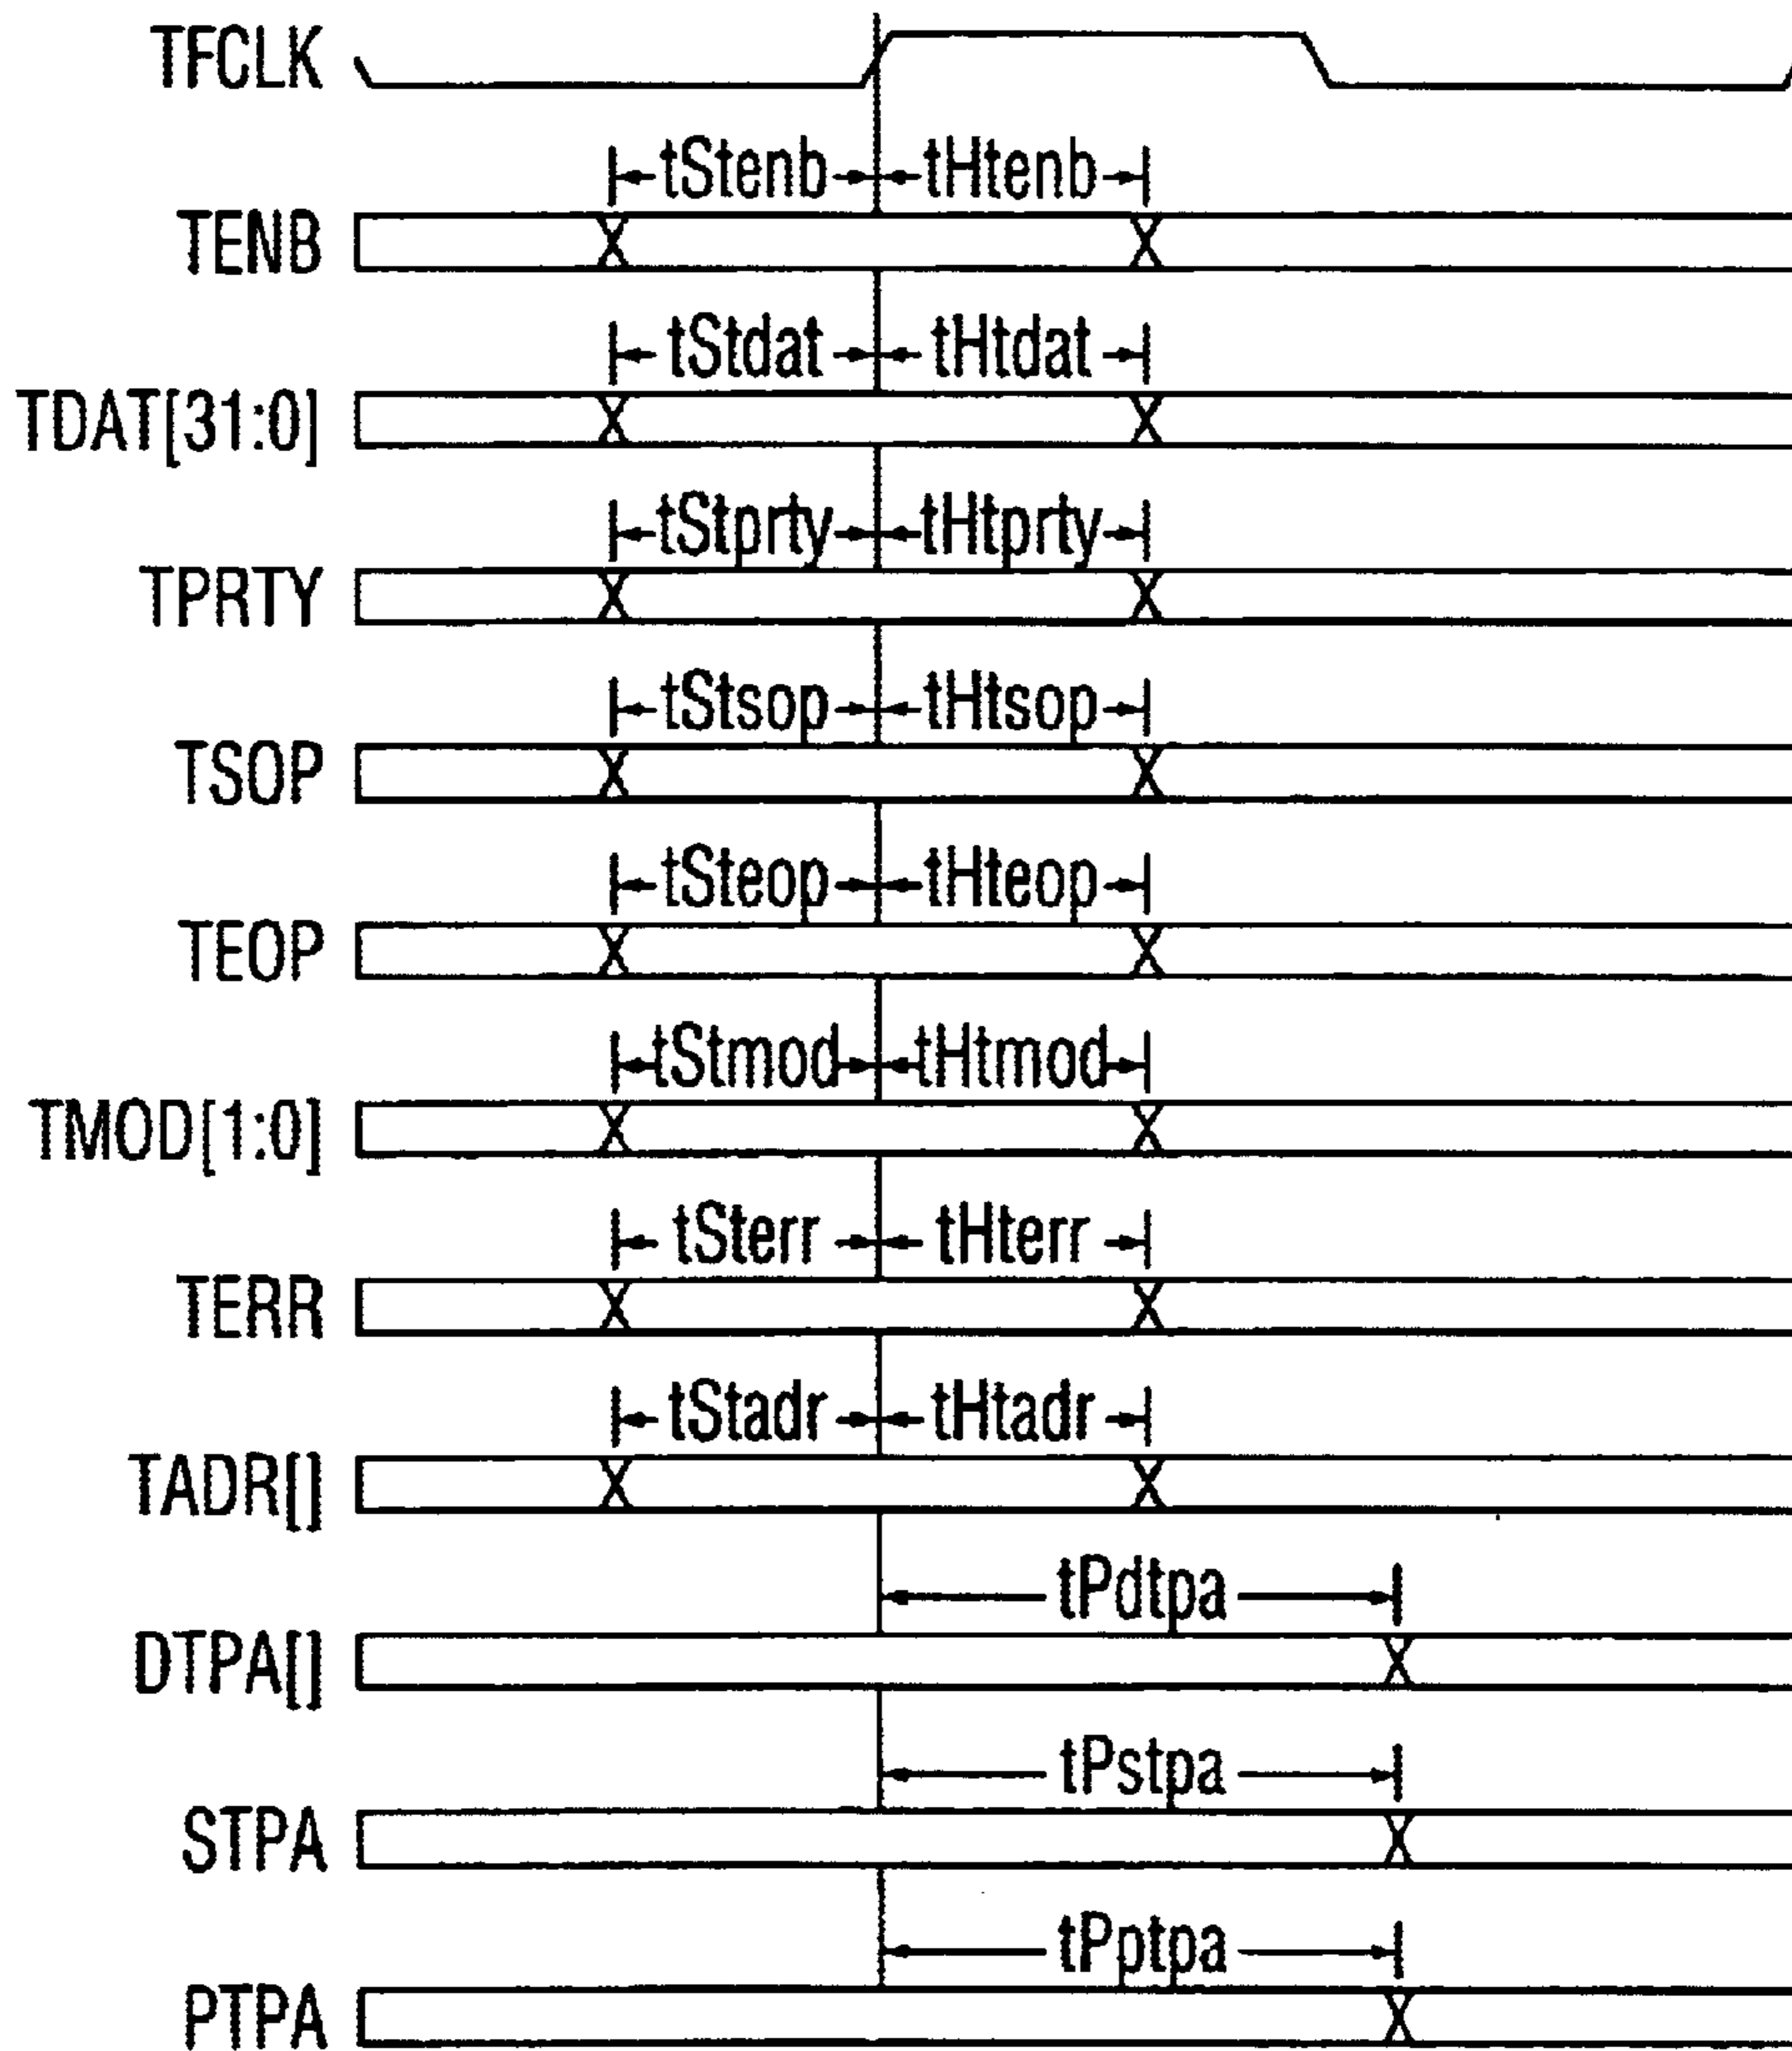 TFCLK
tStenb tHtenb
TENB
tStdat tHtdat
TDAT[31:0]
tStprty tHtprty
TPRTY
tStsop tHtsop
TSOP
tSteop tHteop
TEOP
tStmod tHtmod
TMOD[1:0]
tSterr tHterr
TERR
tStadr tHtadr
TADR[]
tPdtpa
DTPA[]
tPstpa
STPA
tPptpa
PTPA